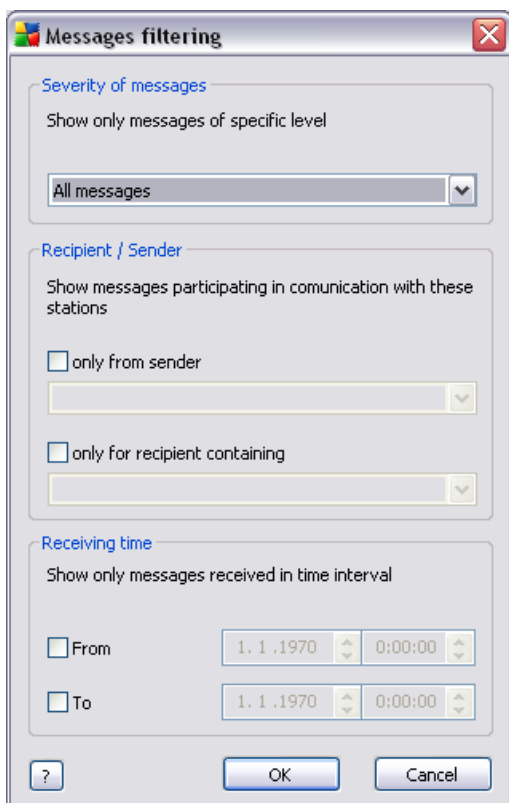 Messages filtering
Severity of messages
Show only messages of specific level
All messages
Recipient / Sender
Show messages participating in comunication with these
stations
only from sender
only for recipient containing
Receiving time
Show only messages received in time interval
From 1. 1 .1970 0:00:00
To 1. 1 .1970 0:00:00
? OK Cancel